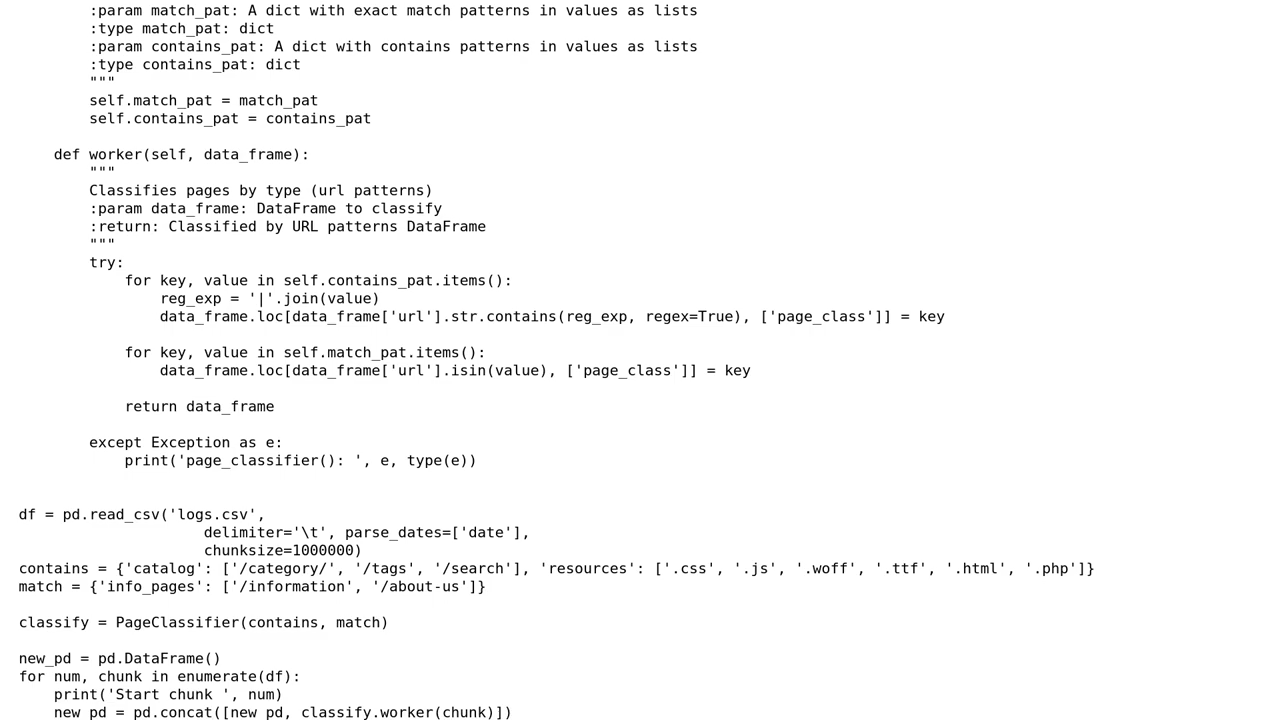 :param match_pat: A dict with exact match patterns in values as lists
        :type match_pat: dict
        :param contains_pat: A dict with contains patterns in values as lists
        :type contains_pat: dict
        """
        self.match_pat = match_pat
        self.contains_pat = contains_pat

    def worker(self, data_frame):
        """
        Classifies pages by type (url patterns)
        :param data_frame: DataFrame to classify
        :return: Classified by URL patterns DataFrame
        """
        try:
            for key, value in self.contains_pat.items():
                reg_exp = '|'.join(value)
                data_frame.loc[data_frame['url'].str.contains(reg_exp, regex=True), ['page_class']] = key

            for key, value in self.match_pat.items():
                data_frame.loc[data_frame['url'].isin(value), ['page_class']] = key

            return data_frame

        except Exception as e:
            print('page_classifier(): ', e, type(e))


df = pd.read_csv('logs.csv',
                     delimiter='\t', parse_dates=['date'],
                     chunksize=1000000)
contains = {'catalog': ['/category/', '/tags', '/search'], 'resources': ['.css', '.js', '.woff', '.ttf', '.html', '.php']}
match = {'info_pages': ['/information', '/about-us']}

classify = PageClassifier(contains, match)

new_pd = pd.DataFrame()
for num, chunk in enumerate(df):
    print('Start chunk ', num)
    new_pd = pd.concat([new_pd, classify.worker(chunk)])